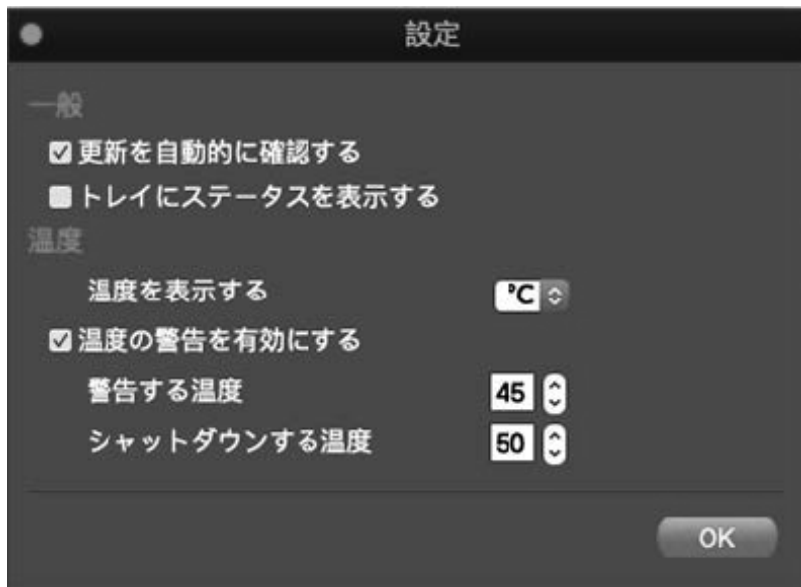 設定
一般
更新を自動的に確認する
トレイにステータスを表示する
温度
温度を表示する °C
温度の警告を有効にする
警告する温度 45
シャットダウンする温度 50
OK